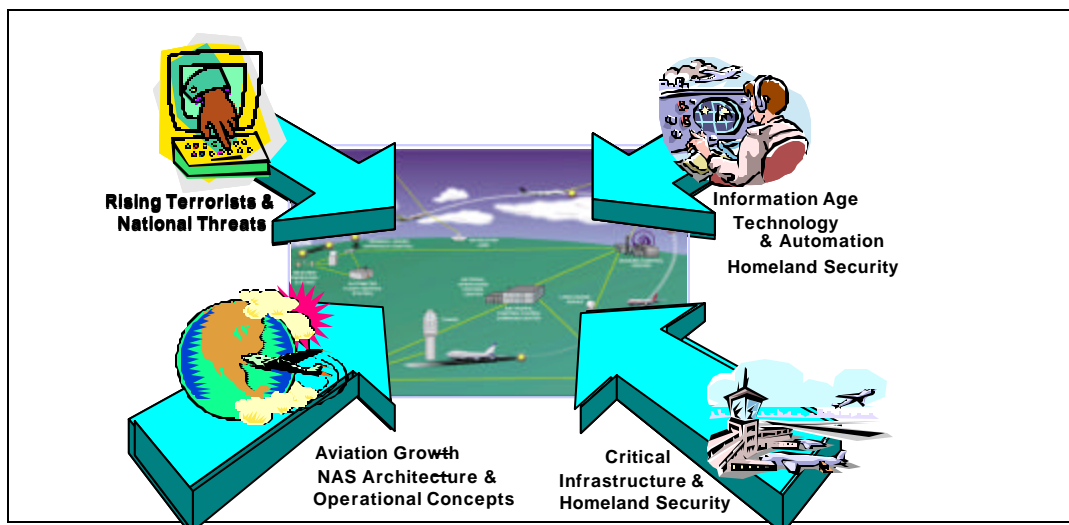 Rising Terrorists &
National Threats
Information Age
Technology
& Automation
Homeland Security
Aviation Growth
NAS Architecture &
Operational Concepts
Critical
Infrastructure &
Homeland Security